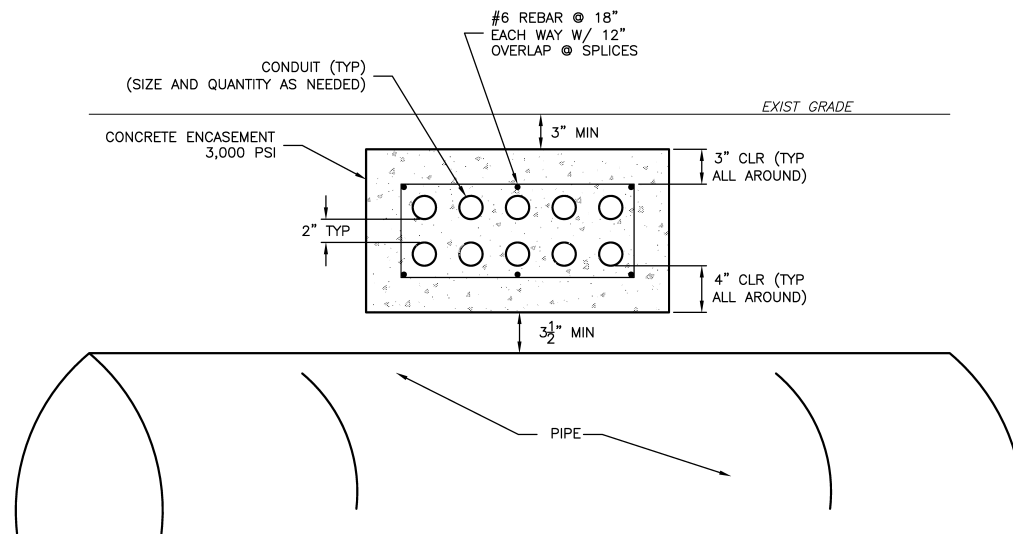 #6 REBAR @ 18"
EACH WAY W/ 12"
OVERLAP @ SPLICES
CONDUIT (TYP)
(SIZE AND QUANTITY AS NEEDED)
EXIST GRADE
CONCRETE ENCASEMENT
3,000 PSI
3" MIN
3" CLR (TYP
ALL AROUND)
2" TYP
4" CLR (TYP
ALL AROUND)
3½" MIN
PIPE